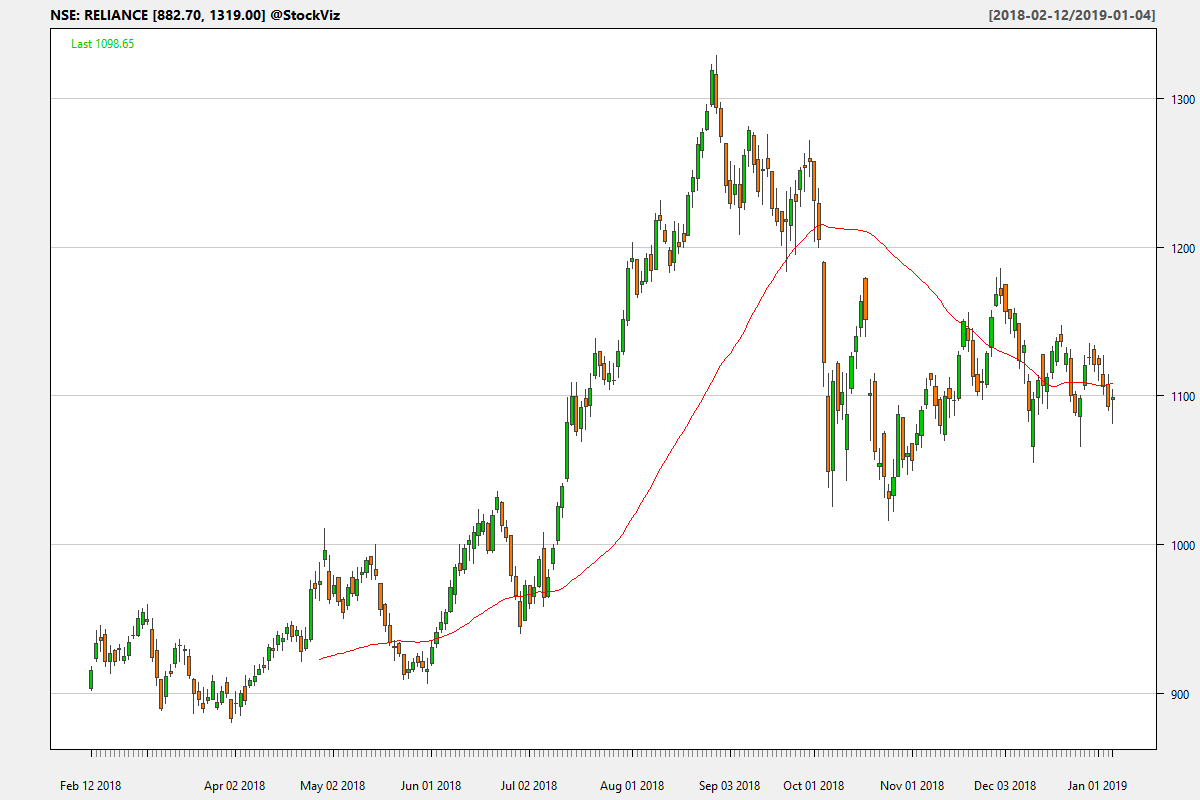 NSE: RELIANCE [882.70, 1319.00] @StockViz [2018-02-12/2019-01-04]
Last 1098.65
1300
1200
1100
1000
900
Feb 12 2018 Apr 02 2018 May 02 2018 Jun 01 2018 Jul 02 2018 Aug 01 2018 Sep 03 2018 Oct 01 2018 Nov 01 2018 Dec 03 2018 Jan 01 2019